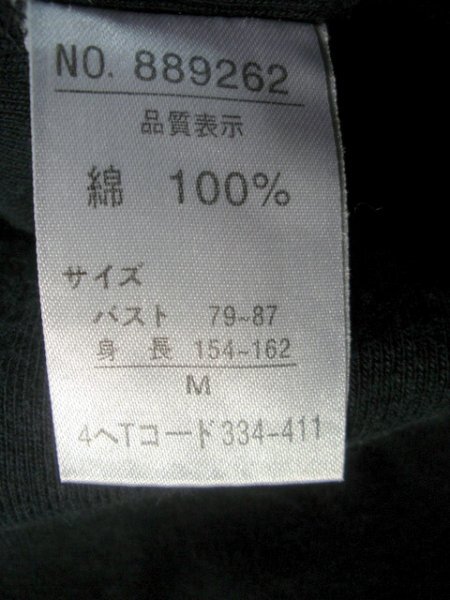 NO. 889262
品質表示
綿 100%
サイズ
バスト 79~87
身長 154~162
M
4ヘTコード334-411